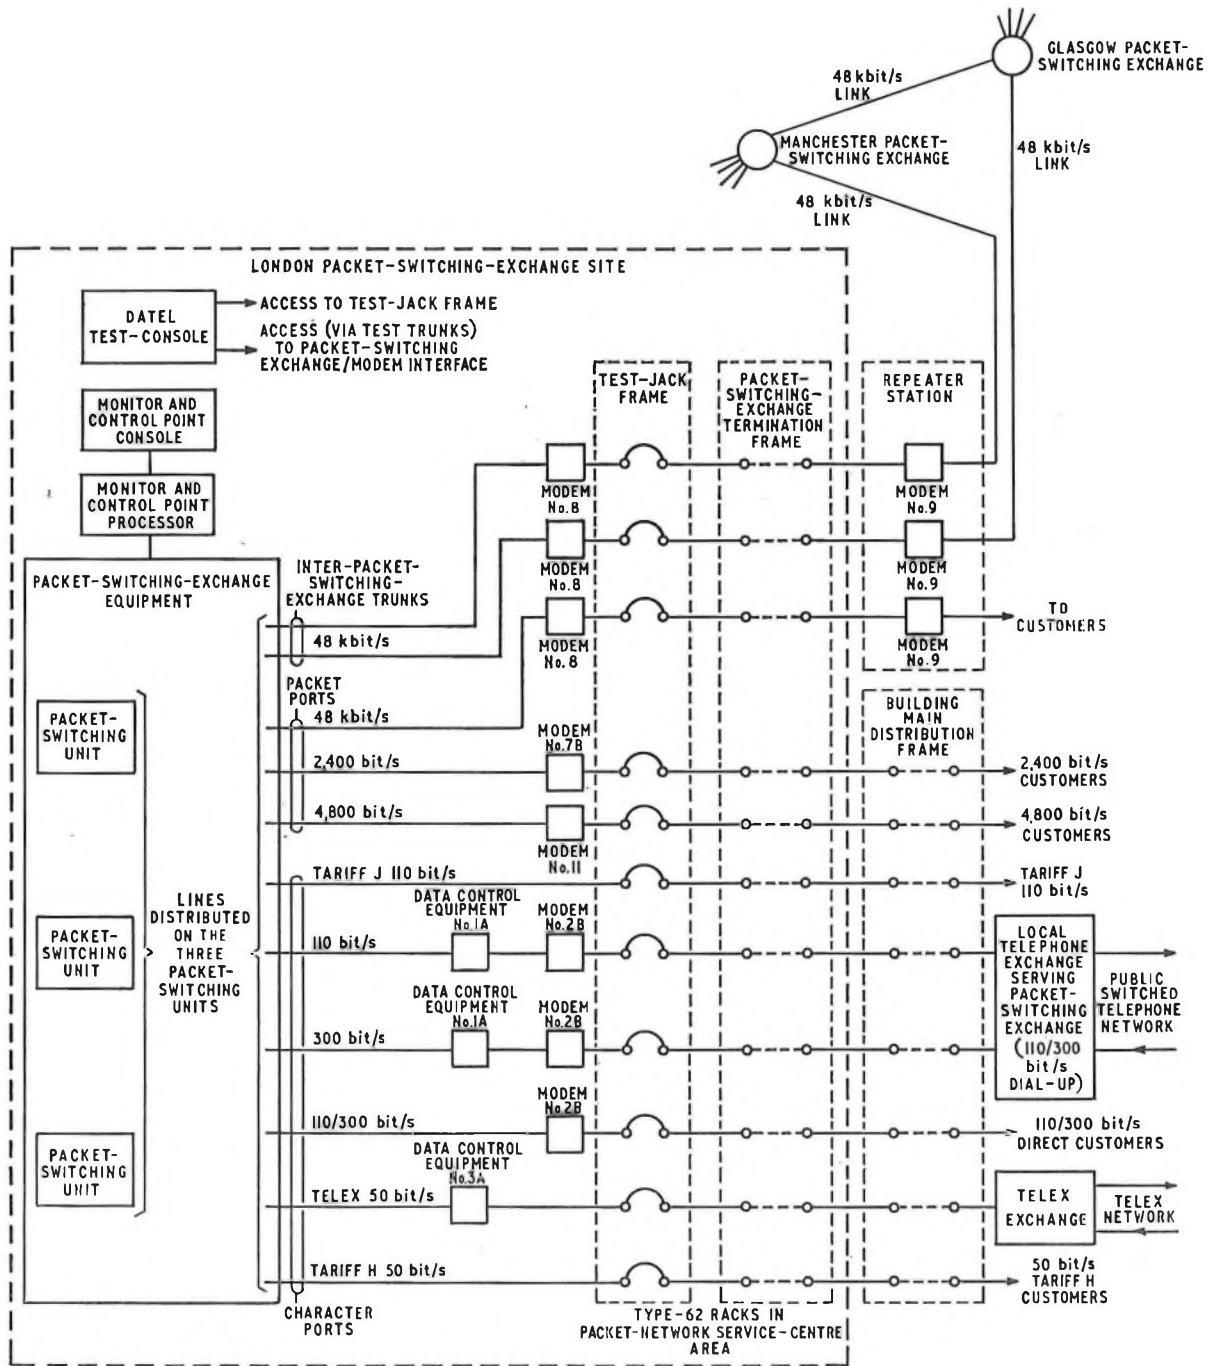 GLASGOW PACKET-
SWITCHING EXCHANGE
48 kbit/s
LINK
MANCHESTER PACKET-
SWITCHING EXCHANGE
48 kbit/s
LINK
48 kbit/s
LINK
LONDON PACKET-SWITCHING-EXCHANGE SITE
DATEL
TEST-CONSOLE
ACCESS TO TEST-JACK FRAME
ACCESS (VIA TEST TRUNKS)
TO PACKET-SWITCHING
EXCHANGE/MODEM INTERFACE
MONITOR AND
CONTROL POINT
CONSOLE
MONITOR AND
CONTROL POINT
PROCESSOR
TEST-JACK
FRAME
PACKET-
SWITCHING-
EXCHANGE
TERMINATION
FRAME
REPEATER
STATION
MODEM
No.8
MODEM
No.9
MODEM
No.8
MODEM
No.9
MODEM
No.8
MODEM
No.9
TO
CUSTOMERS
PACKET-SWITCHING-EXCHANGE
EQUIPMENT
INTER-PACKET-
SWITCHING-
EXCHANGE TRUNKS
48 kbit/s
PACKET
PORTS
48 kbit/s
PACKET-
SWITCHING
UNIT
BUILDING
MAIN
DISTRIBUTION
FRAME
MODEM
No.7B
2,400 bit/s
2,400 bit/s
CUSTOMERS
4,800 bit/s
MODEM
No.11
4,800 bit/s
CUSTOMERS
TARIFF J 110 bit/s
TARIFF J
110 bit/s
LINES
DISTRIBUTED
ON THE
THREE
PACKET-
SWITCHING
UNITS
PACKET-
SWITCHING
UNIT
DATA CONTROL
EQUIPMENT
No.1A
MODEM
No.2B
110 bit/s
DATA CONTROL
EQUIPMENT
No.1A
MODEM
No.2B
300 bit/s
LOCAL
TELEPHONE
EXCHANGE
SERVING
PACKET-
SWITCHING
EXCHANGE
(110/300
bit/s
DIAL-UP)
PUBLIC
SWITCHED
TELEPHONE
NETWORK
MODEM
No.2B
110/300 bit/s
110/300 bit/s
DIRECT CUSTOMERS
PACKET-
SWITCHING
UNIT
DATA CONTROL
EQUIPMENT
No.3A
TELEX 50 bit/s
TELEX
EXCHANGE
TELEX
NETWORK
TARIFF H 50 bit/s
50 bit/s
TARIFF H
CUSTOMERS
CHARACTER
PORTS
TYPE-62 RACKS IN
PACKET-NETWORK SERVICE-CENTRE
AREA